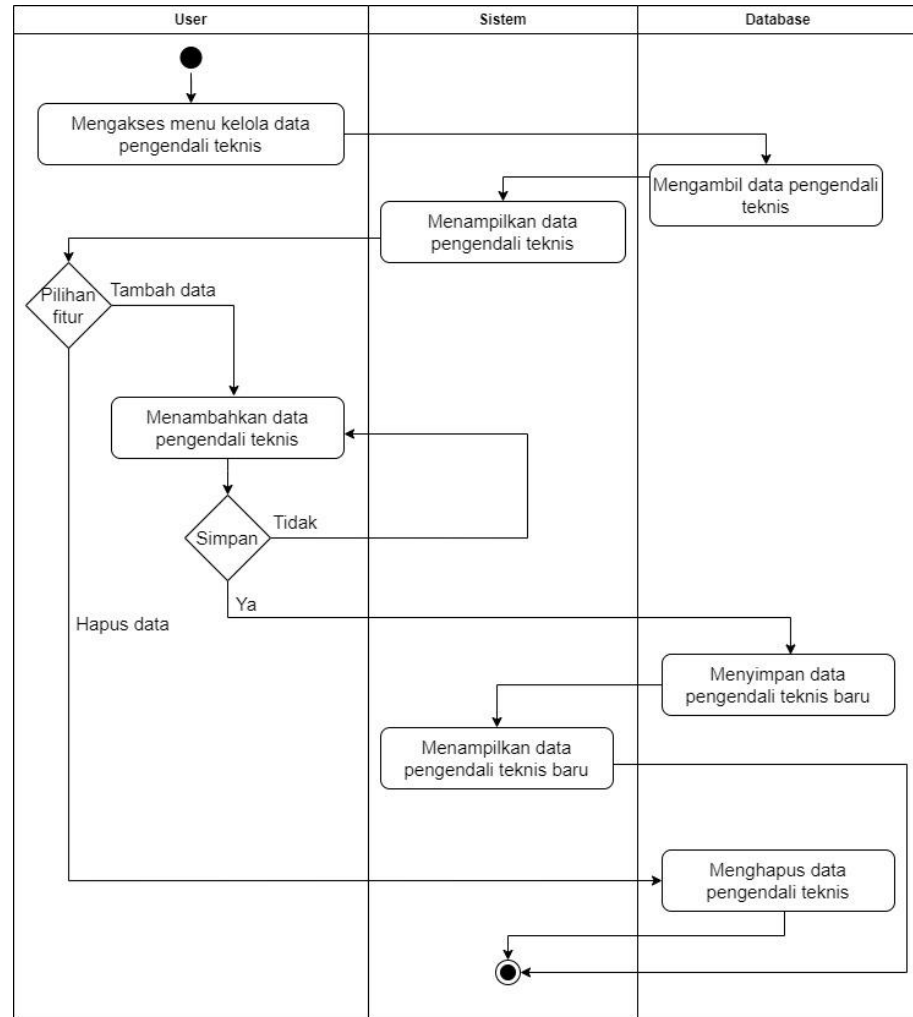 User
Sistem
Database
Mengakses menu kelola data
pengendali teknis
Mengambil data pengendali
teknis
Menampilkan data
pengendali teknis
Pilihan
fitur
Tambah data
Menambahkan data
pengendali teknis
Simpan
Tidak
Ya
Hapus data
Menyimpan data
pengendali teknis baru
Menampilkan data
pengendali teknis baru
Menghapus data
pengendali teknis